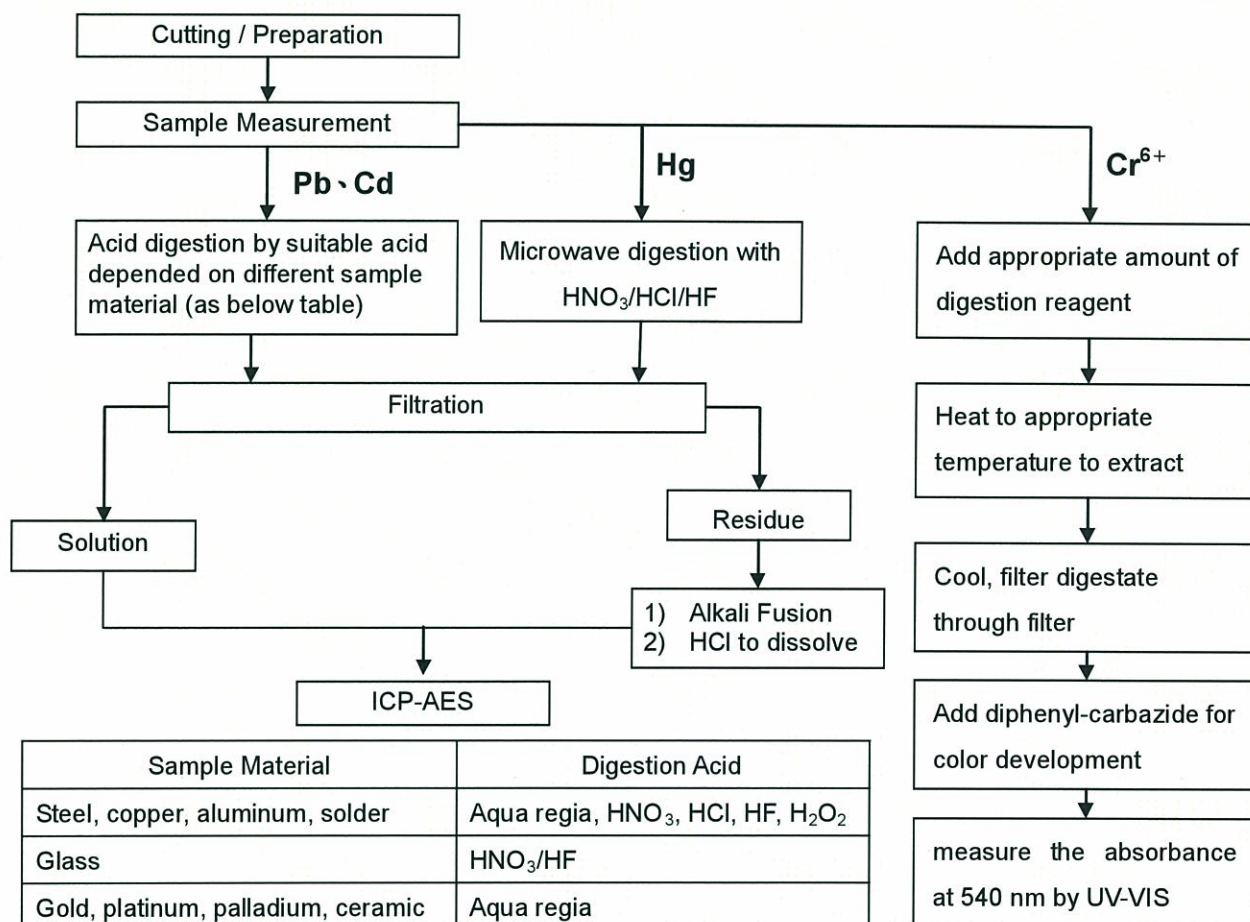 Cutting / Preparation
Sample Measurement
Pb、Cd
Hg
Cr⁶⁺
Acid digestion by suitable acid
depended on different sample
material (as below table)
Microwave digestion with
HNO₃/HCl/HF
Add appropriate amount of
digestion reagent
Filtration
Heat to appropriate
temperature to extract
Solution
Residue
1) Alkali Fusion
2) HCl to dissolve
Cool, filter digestate
through filter
ICP-AES
Add diphenyl-carbazide for
color development
measure the absorbance
at 540 nm by UV-VIS
Sample Material Digestion Acid
Steel, copper, aluminum, solder Aqua regia, HNO₃, HCl, HF, H₂O₂
Glass HNO₃/HF
Gold, platinum, palladium, ceramic Aqua regia